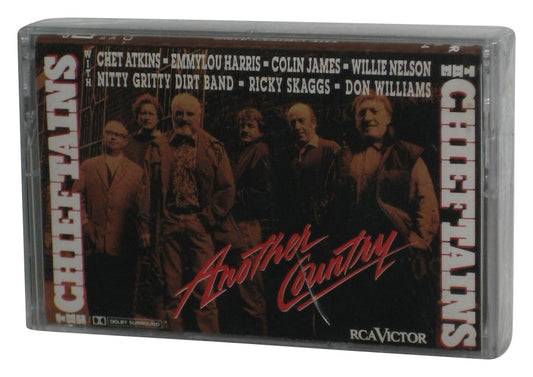 THE
CHIEFTAINS
WITH
CHET ATKINS - EMMYLOU HARRIS - COLIN JAMES - WILLIE NELSON
NITTY GRITTY DIRT BAND - RICKY SKAGGS - DON WILLIAMS
THE
CHIEFTAINS
Another Country
DOLBY SURROUND
RCA VICTOR